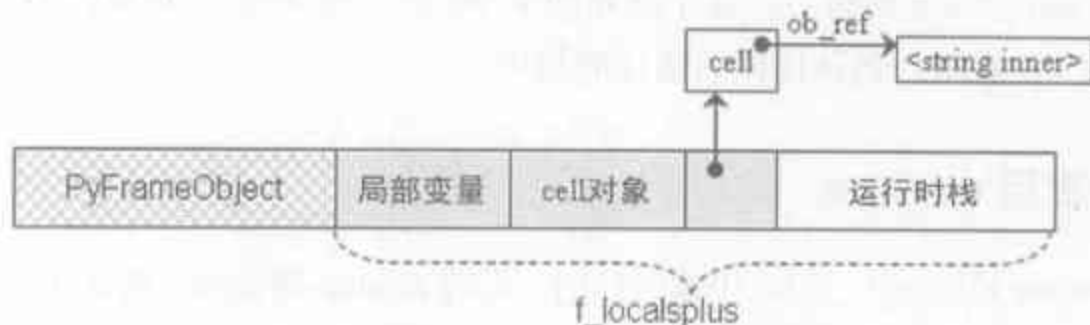 ob_ref
cell
<string inner>
PyFrameObject
局部变量
cell对象
运行时栈
f_localsplus